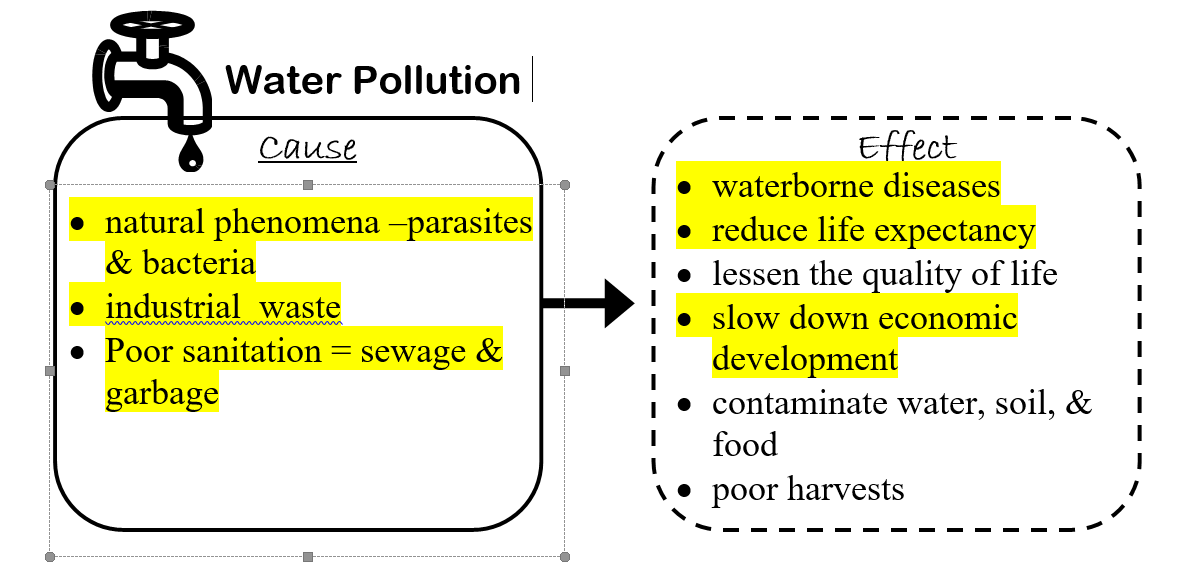 Water Pollution
Cause
• natural phenomena –parasites
& bacteria
• industrial  waste
• Poor sanitation = sewage &
garbage
Effect
• waterborne diseases
• reduce life expectancy
• lessen the quality of life
• slow down economic
development
• contaminate water, soil, &
food
• poor harvests